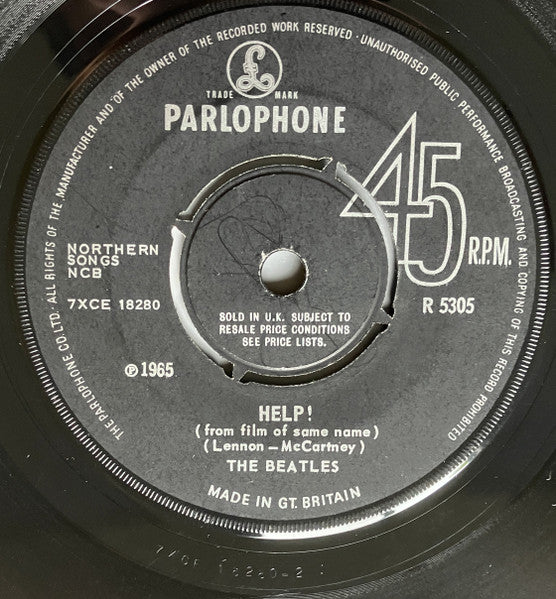 THE PARLOPHONE CO. LTD. · ALL RIGHTS OF THE MANUFACTURER AND OF THE OWNER OF THE RECORDED WORK RESERVED · UNAUTHORISED PUBLIC PERFORMANCE BROADCASTING AND COPYING OF THIS RECORD PROHIBITED
£
TRADE MARK
PARLOPHONE
45
R.P.M.
NORTHERN
SONGS
NCB
7XCE 18280
R 5305
SOLD IN U.K. SUBJECT TO
RESALE PRICE CONDITIONS
SEE PRICE LISTS.
℗ 1965
HELP!
(from film of same name)
(Lennon – McCartney)
THE BEATLES
MADE IN GT. BRITAIN
7XCE 18280-2